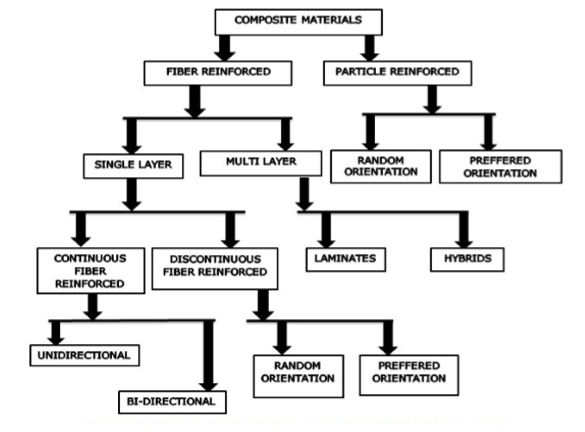 COMPOSITE MATERIALS
FIBER REINFORCED
PARTICLE REINFORCED
SINGLE LAYER
MULTI LAYER
RANDOM
ORIENTATION
PREFFERED
ORIENTATION
CONTINUOUS
FIBER
REINFORCED
DISCONTINUOUS
FIBER REINFORCED
LAMINATES
HYBRIDS
UNIDIRECTIONAL
BI-DIRECTIONAL
RANDOM
ORIENTATION
PREFFERED
ORIENTATION